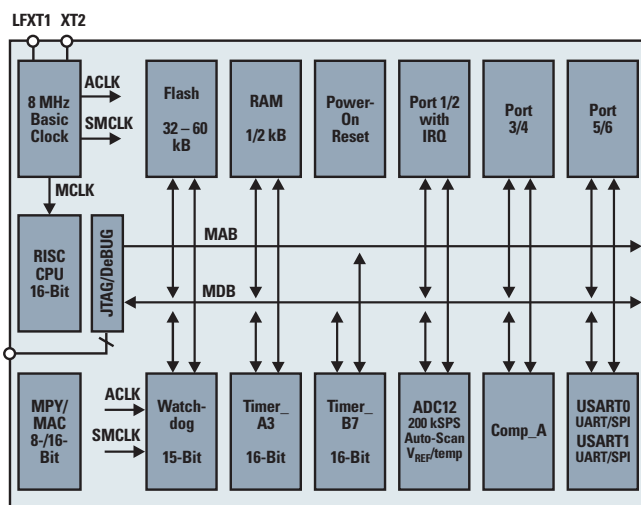 LFXT1 XT2
8 MHz
Basic
Clock
ACLK
SMCLK
MCLK
Flash
32 – 60
kB
RAM
1/2 kB
Power-
On
Reset
Port 1/2
with
IRQ
Port
3/4
Port
5/6
RISC
CPU
16-Bit
JTAG/DeBUG
MAB
MDB
MPY/
MAC
8-/16-
Bit
ACLK
SMCLK
Watch-
dog
15-Bit
Timer_
A3
16-Bit
Timer_
B7
16-Bit
ADC12
200 kSPS
Auto-Scan
VREF/temp
Comp_A
USART0
UART/SPI
USART1
UART/SPI